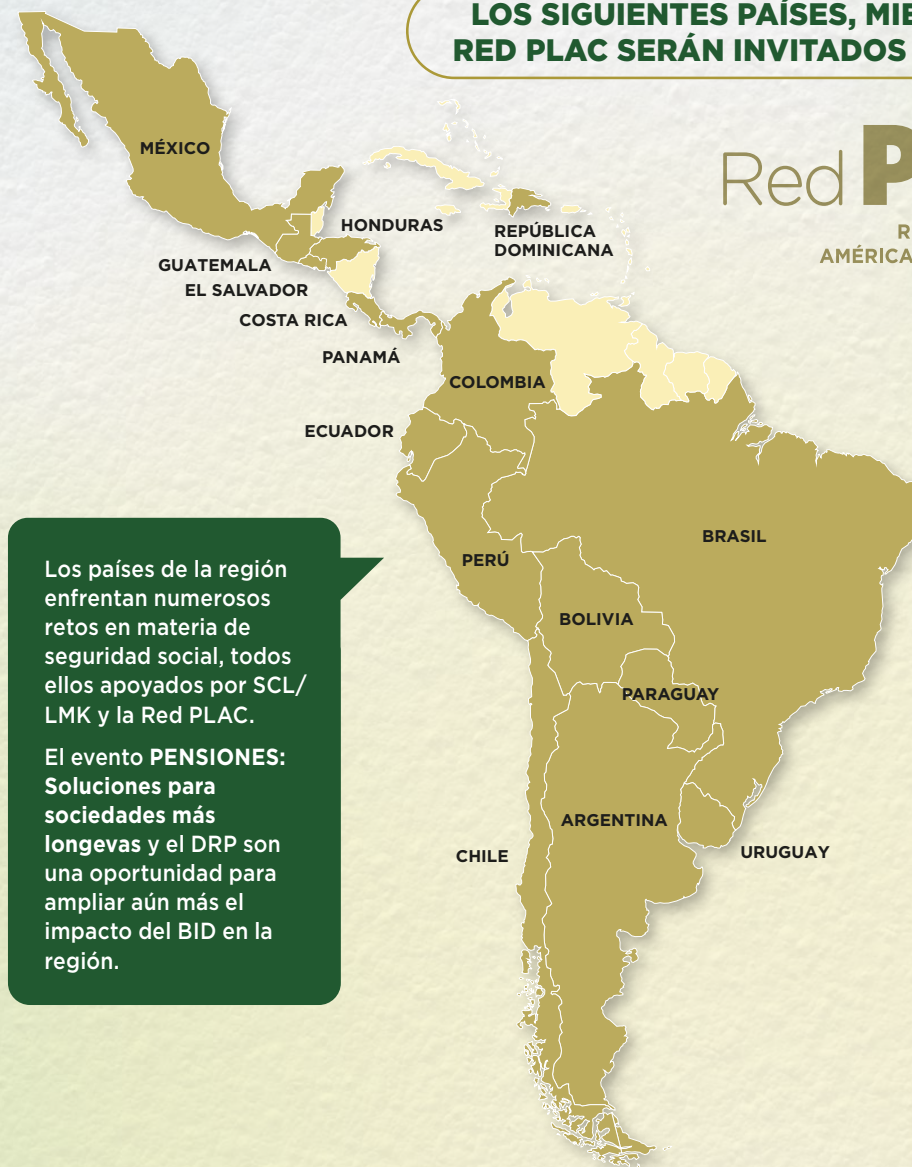 LOS SIGUIENTES PAÍSES,
RED PLAC SERÁN INVITADOS
Red
MÉXICO
HONDURAS
REPÚBLICA
DOMINICANA
GUATEMALA
EL SALVADOR
COSTA RICA
PANAMÁ
COLOMBIA
ECUADOR
BRASIL
PERÚ
BOLIVIA
PARAGUAY
ARGENTINA
CHILE
URUGUAY
Los países de la región
enfrentan numerosos
retos en materia de
seguridad social, todos
ellos apoyados por SCL/
LMK y la Red PLAC.
El evento PENSIONES:
Soluciones para
sociedades más
longevas y el DRP son
una oportunidad para
ampliar aún más el
impacto del BID en la
región.